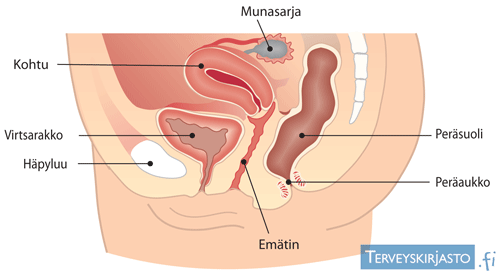 Munasarja
Kohtu
Virtsarakko
Häpyluu
Peräsuoli
Peräaukko
Emätin
TERVEYSKIRJASTO.fi